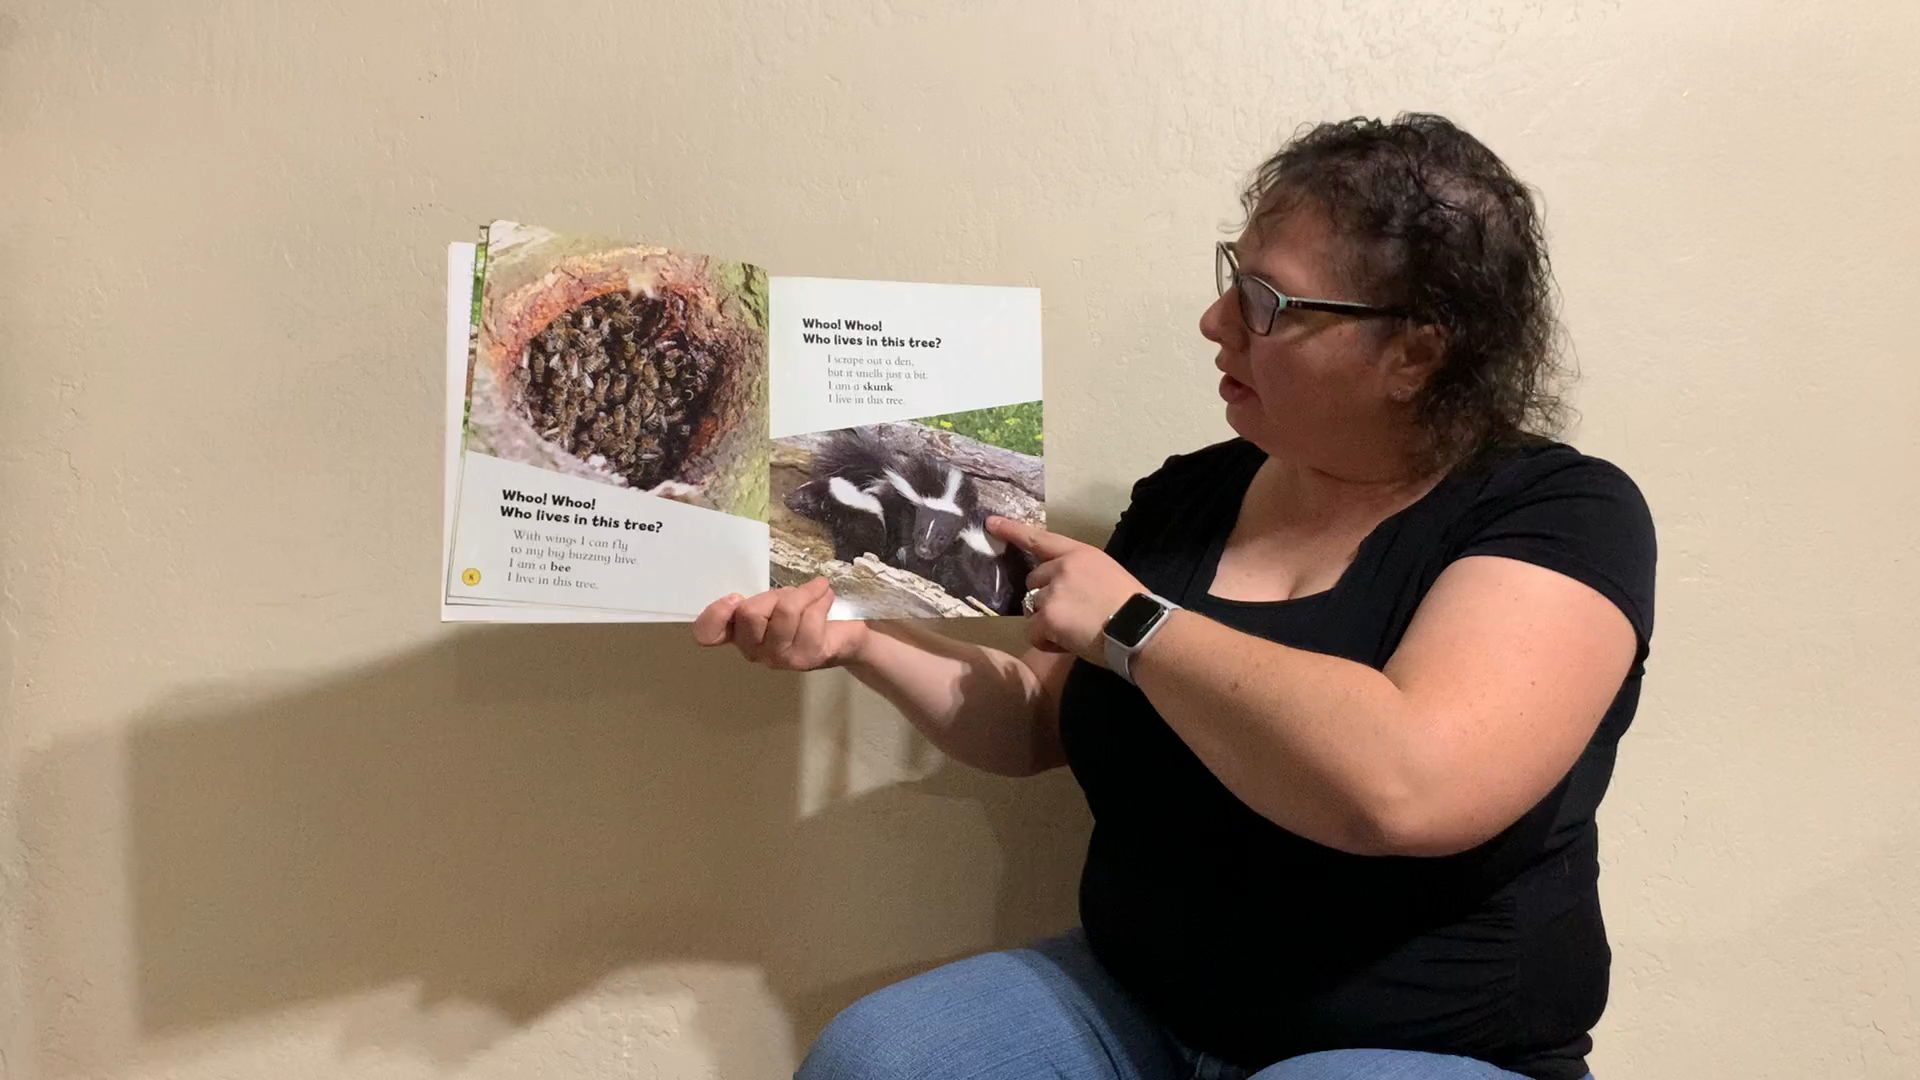 Whoo! Whoo!
Who lives in this tree?
With wings I can fly
to my big buzzing hive.
I am a bee
I live in this tree.
8
Whoo! Whoo!
Who lives in this tree?
I scrape out a den,
but it smells just a bit.
I am a skunk
I live in this tree.